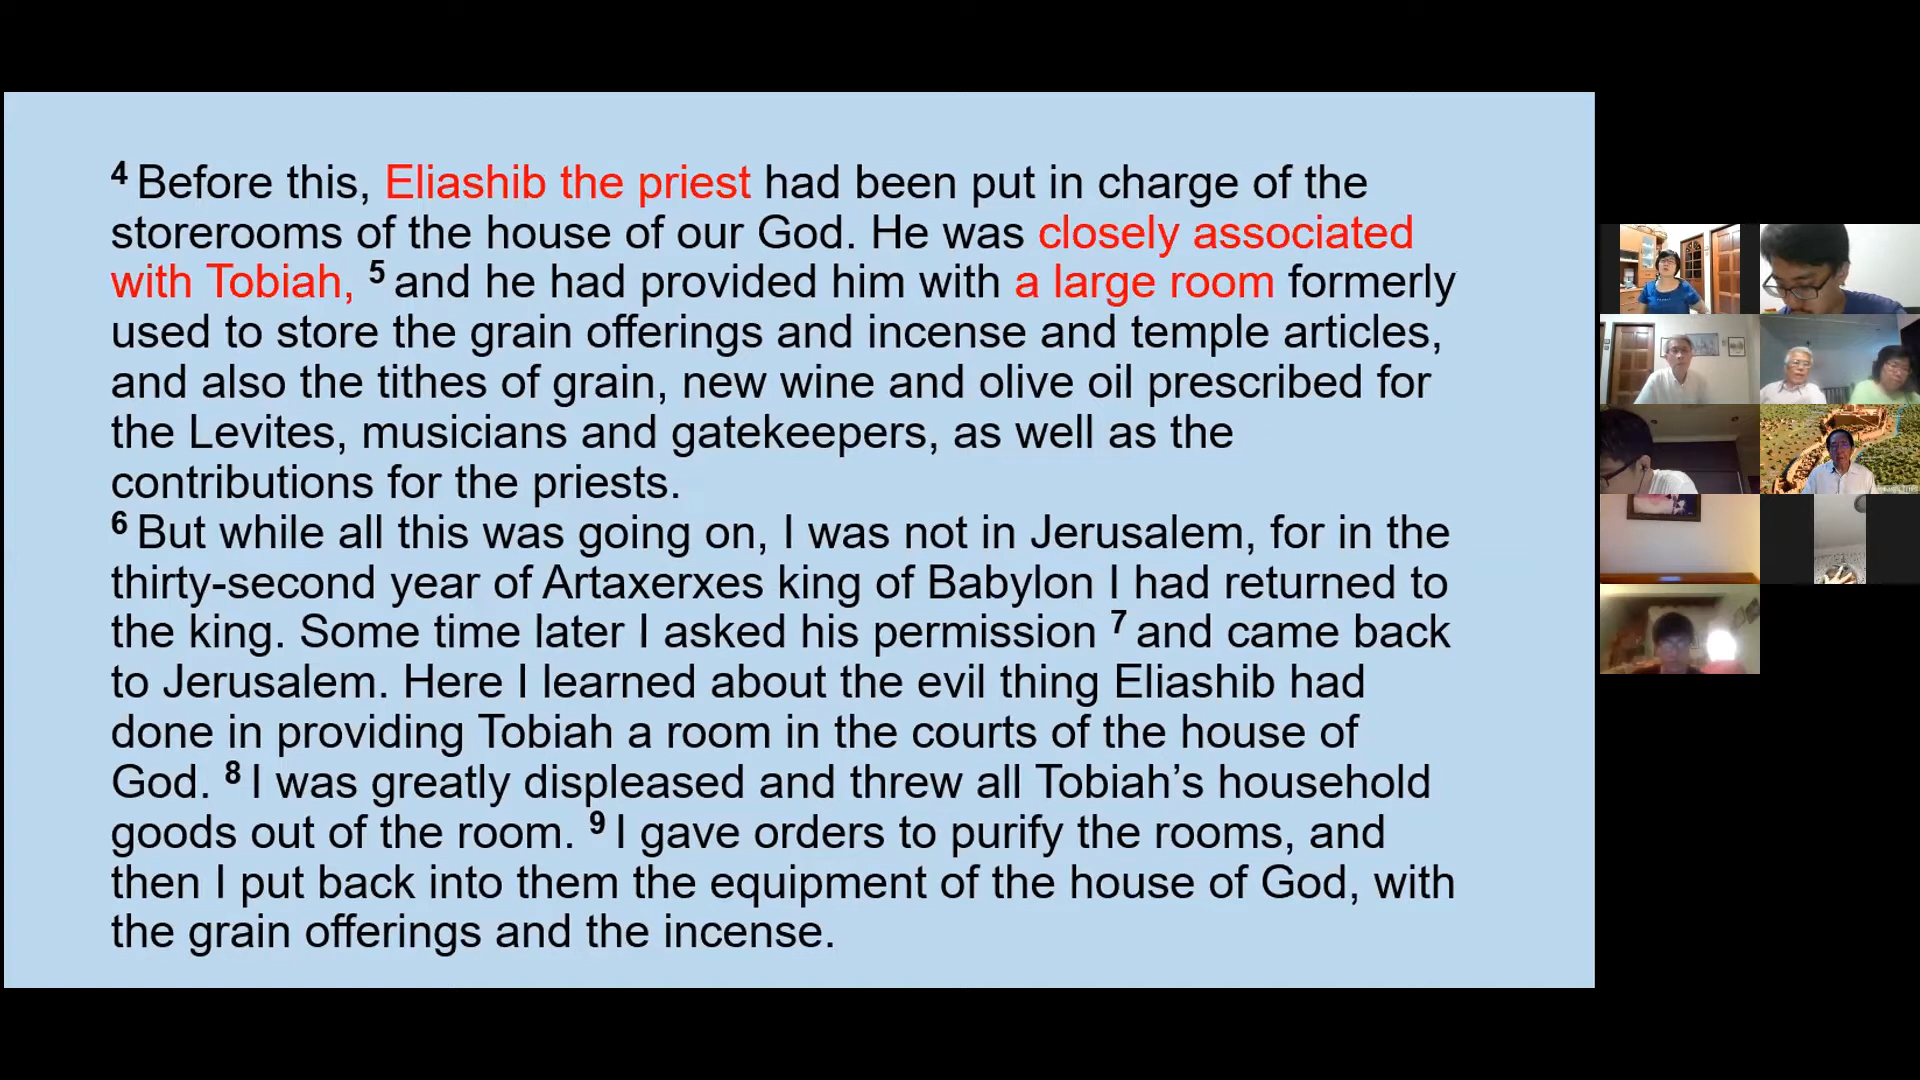 4 Before this, Eliashib the priest had been put in charge of the
storerooms of the house of our God. He was closely associated
with Tobiah, 5 and he had provided him with a large room formerly
used to store the grain offerings and incense and temple articles,
and also the tithes of grain, new wine and olive oil prescribed for
the Levites, musicians and gatekeepers, as well as the
contributions for the priests.
6 But while all this was going on, I was not in Jerusalem, for in the
thirty-second year of Artaxerxes king of Babylon I had returned to
the king. Some time later I asked his permission 7 and came back
to Jerusalem. Here I learned about the evil thing Eliashib had
done in providing Tobiah a room in the courts of the house of
God. 8 I was greatly displeased and threw all Tobiah’s household
goods out of the room. 9 I gave orders to purify the rooms, and
then I put back into them the equipment of the house of God, with
the grain offerings and the incense.